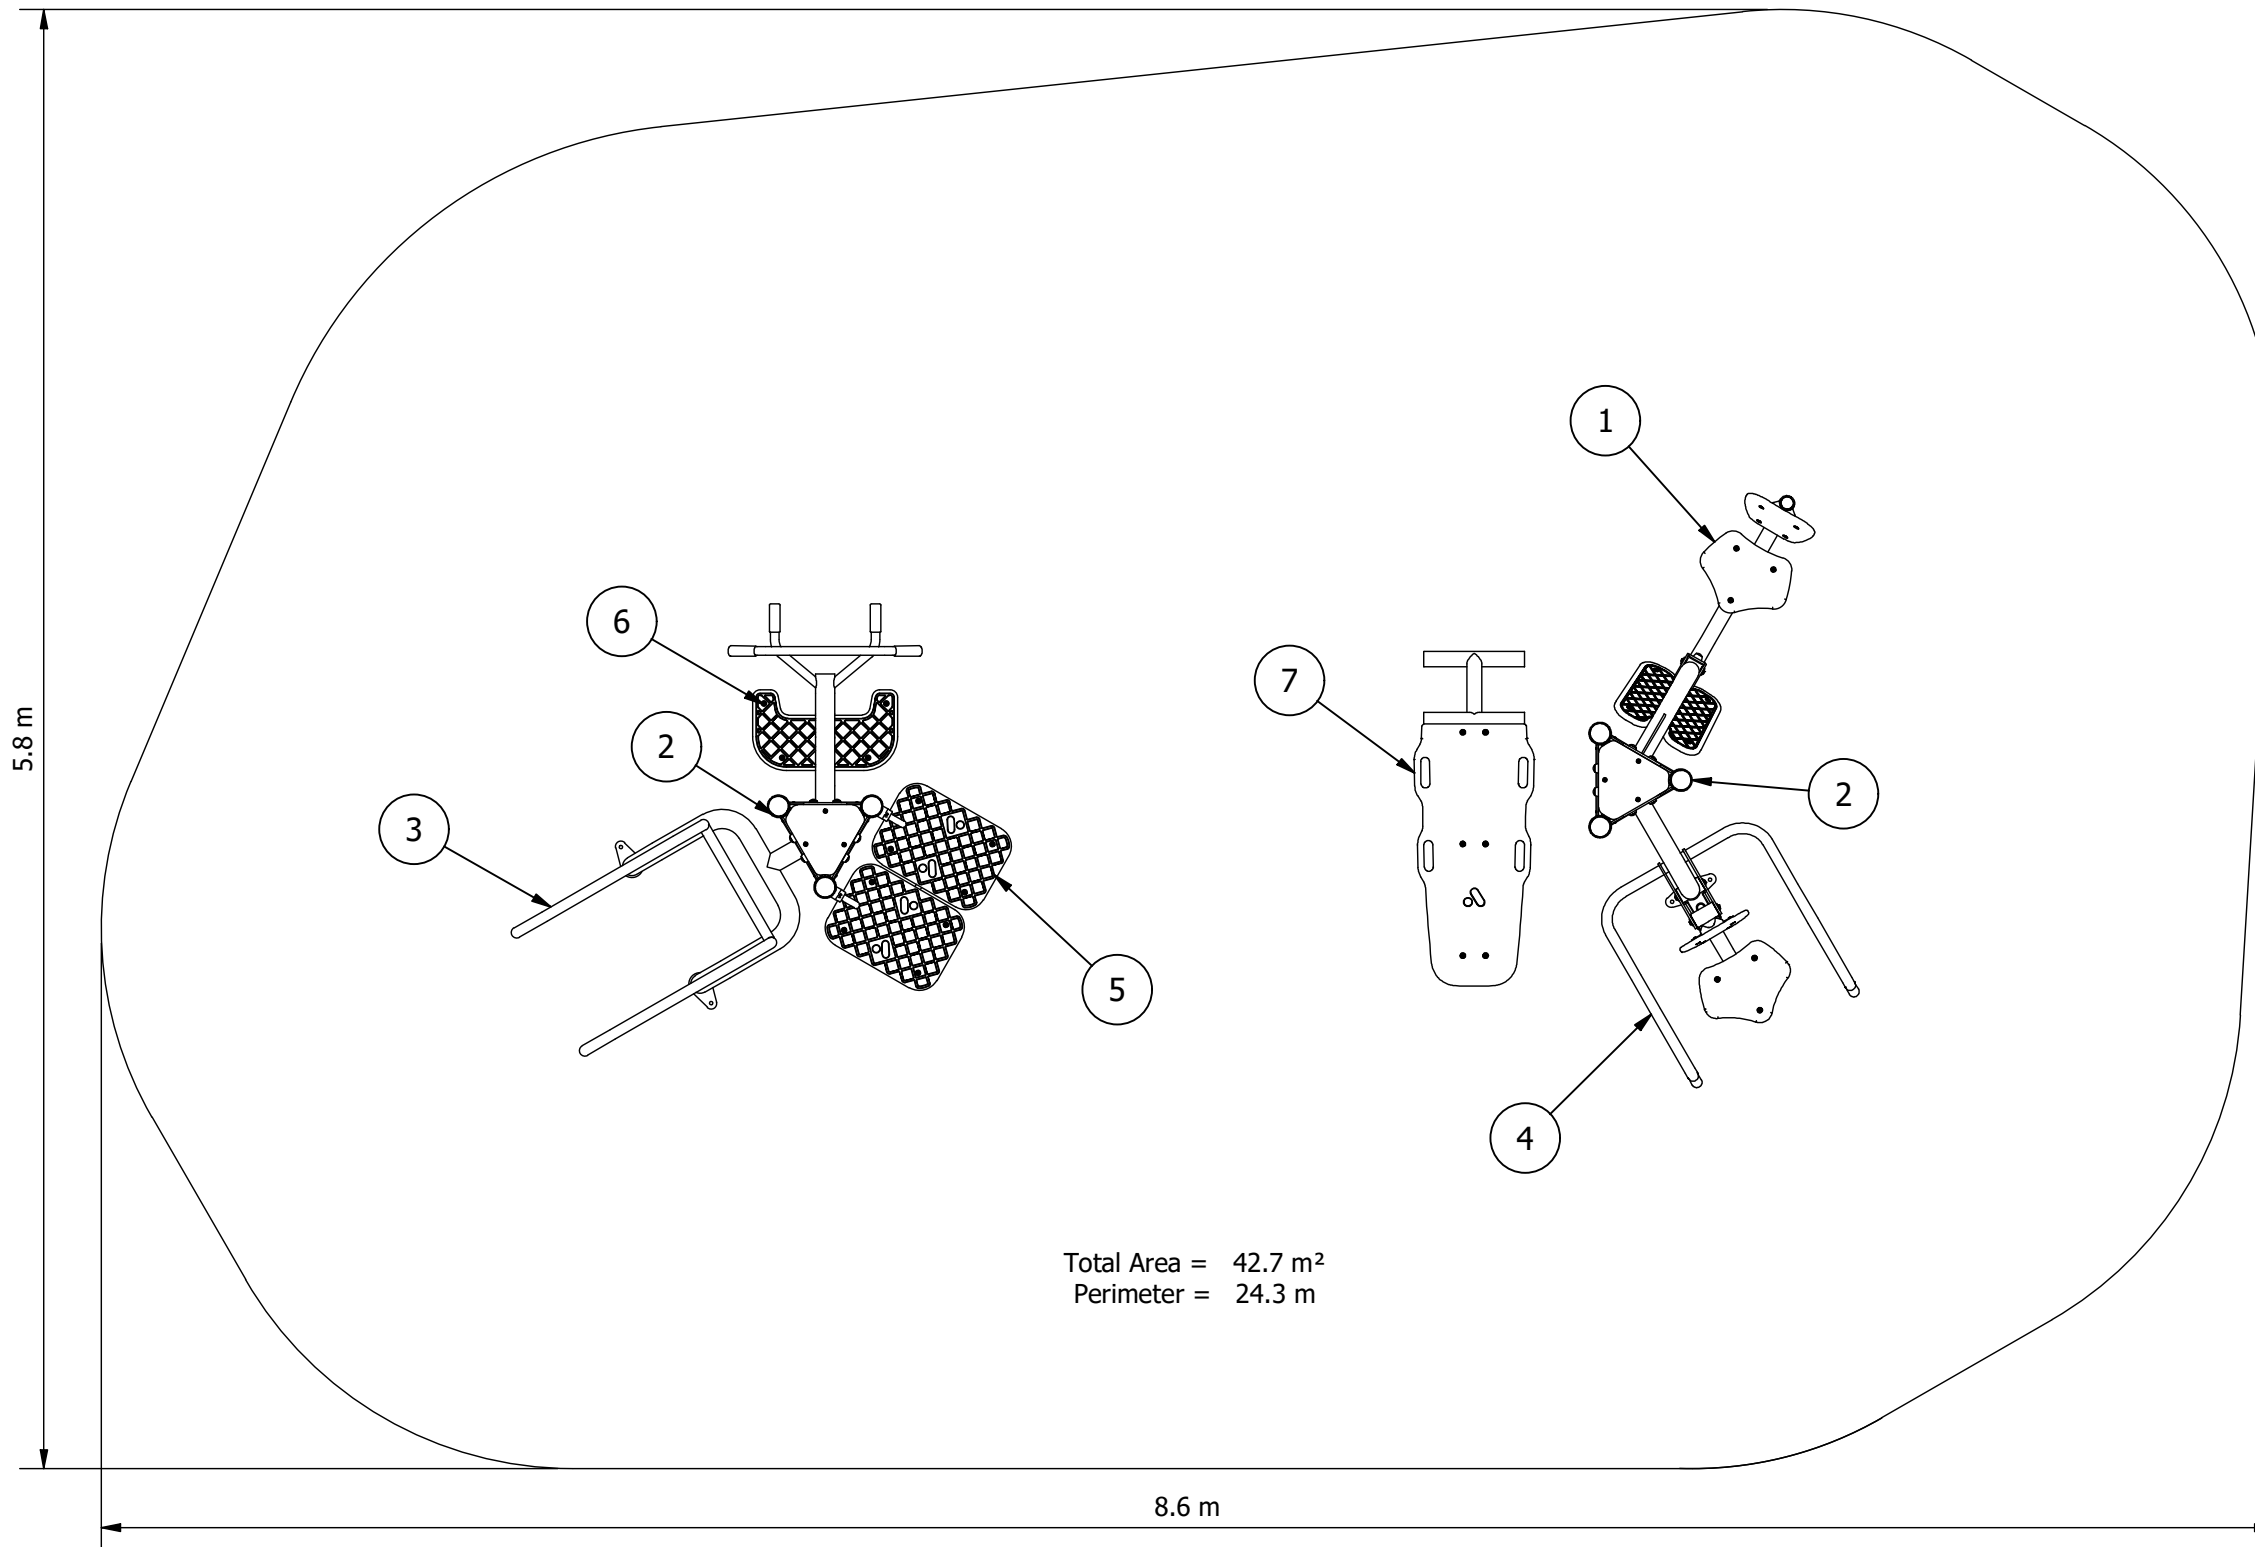 1
6
7
2
5.8 m
2
3
5
4
Total Area = 42.7 m²
Perimeter = 24.3 m
8.6 m